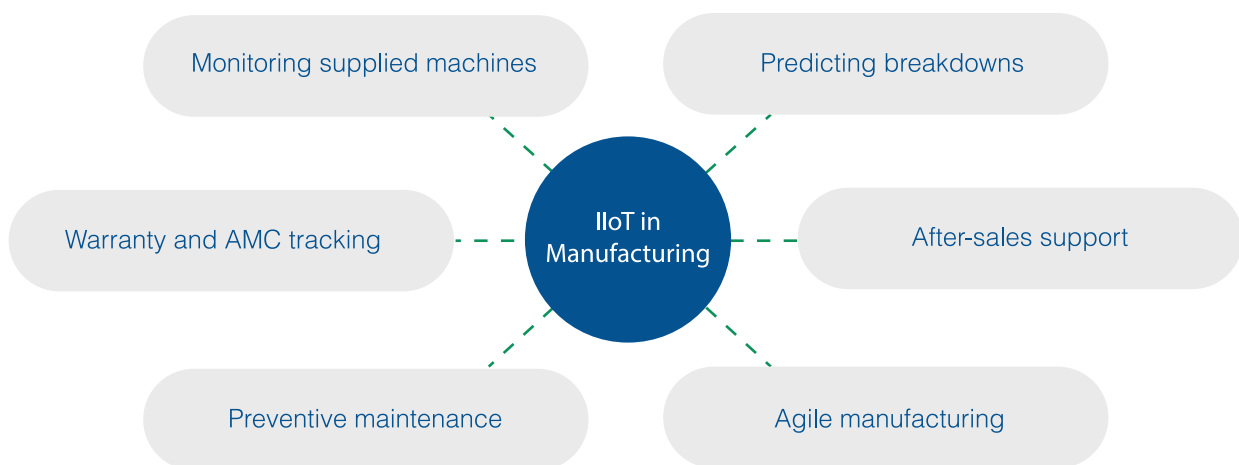 Monitoring supplied machines
Predicting breakdowns
IIoT in
Manufacturing
Warranty and AMC tracking
After-sales support
Preventive maintenance
Agile manufacturing